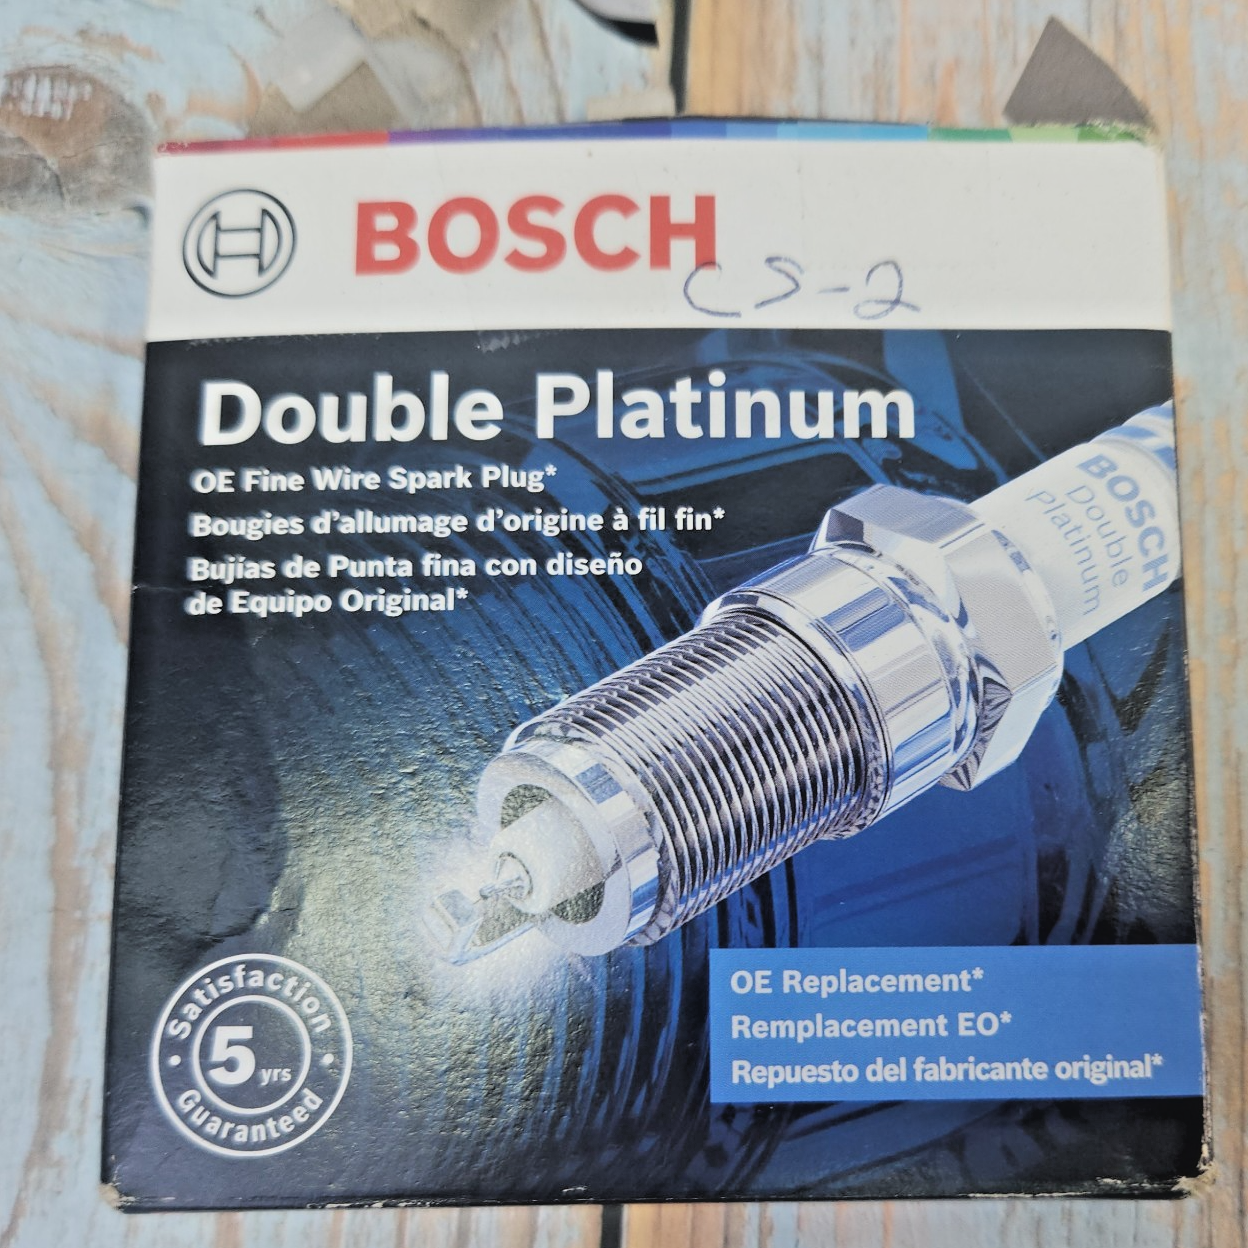 BOSCH
CS-2
Double Platinum
OE Fine Wire Spark Plug*
Bougies d'allumage d'origine à fil fin*
Bujías de Punta fina con diseño
de Equipo Original*
BOSCH
Double
Platinum
OE Replacement*
Remplacement EO*
Repuesto del fabricante original*
Satisfaction
5 yrs
Guaranteed